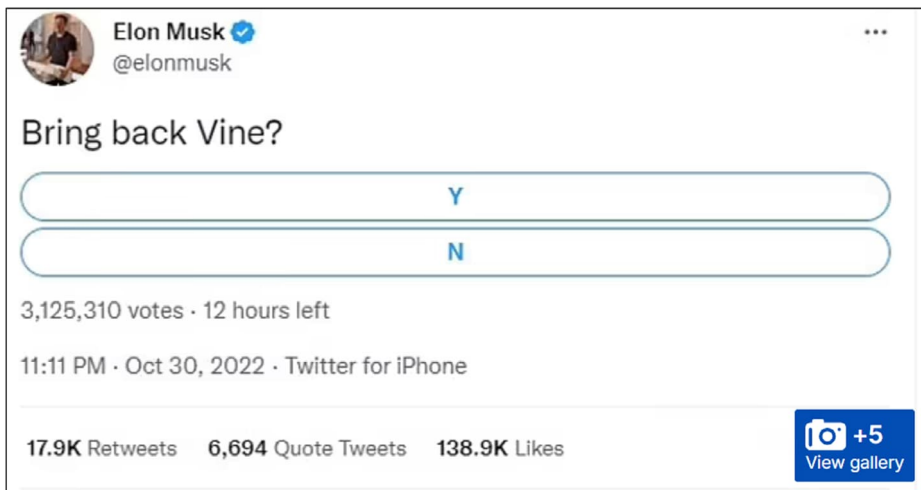 Elon Musk
@elonmusk
Bring back Vine?
Y
N
3,125,310 votes · 12 hours left
11:11 PM · Oct 30, 2022 · Twitter for iPhone
17.9K Retweets 6,694 Quote Tweets 138.9K Likes
+5
View gallery